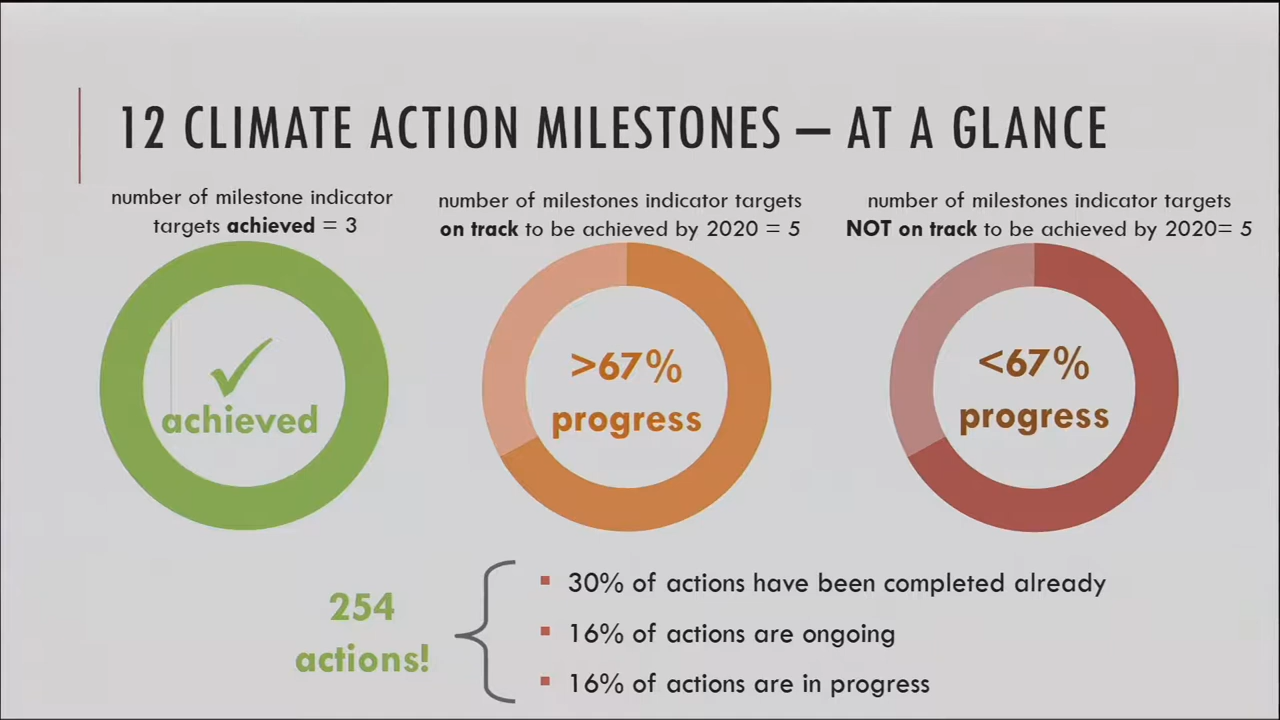 12 CLIMATE ACTION MILESTONES – AT A GLANCE
number of milestone indicator
targets achieved = 3
number of milestones indicator targets
on track to be achieved by 2020 = 5
number of milestones indicator targets
NOT on track to be achieved by 2020= 5
achieved
>67%
progress
<67%
progress
254
actions!
30% of actions have been completed already
16% of actions are ongoing
16% of actions are in progress